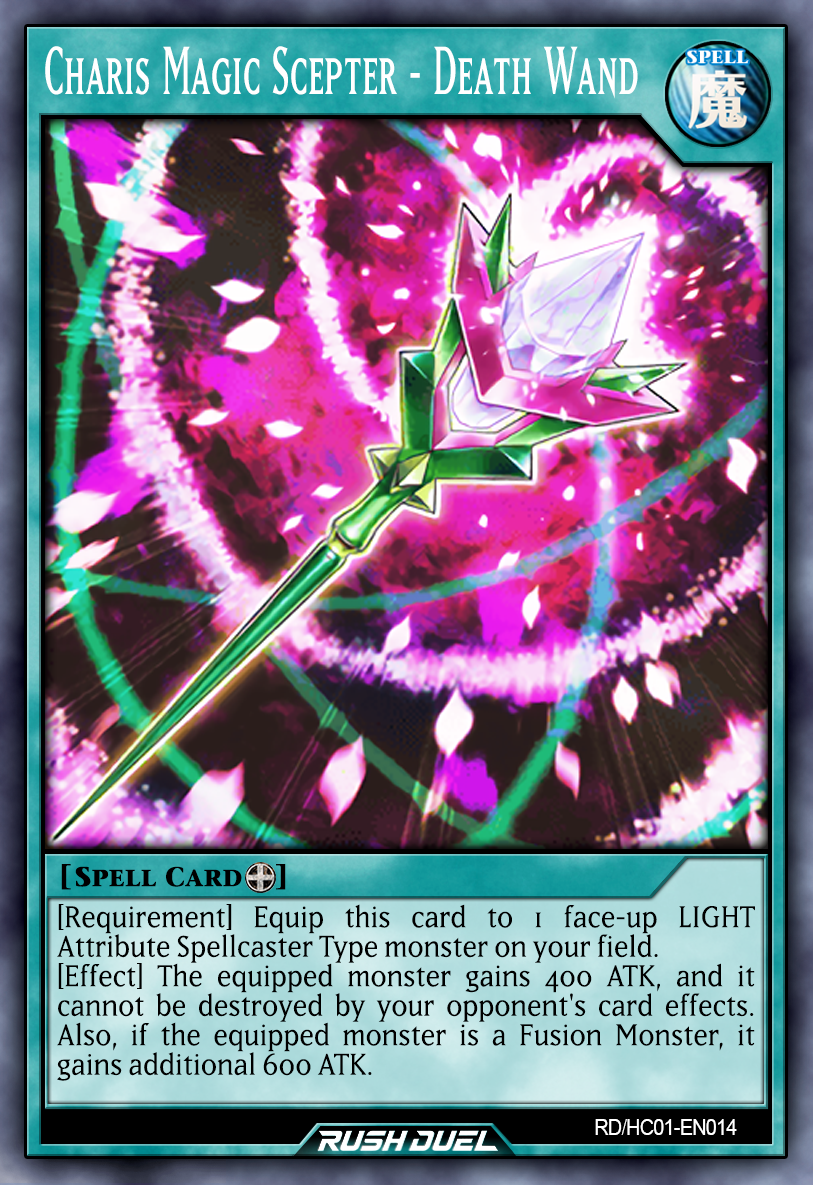 Charis Magic Scepter - Death Wand
SPELL
魔
[Spell Card]
[Requirement] Equip this card to 1 face-up LIGHT
Attribute Spellcaster Type monster on your field.
[Effect] The equipped monster gains 400 ATK, and it
cannot be destroyed by your opponent's card effects.
Also, if the equipped monster is a Fusion Monster, it
gains additional 600 ATK.
RUSH DUEL
RD/HC01-EN014